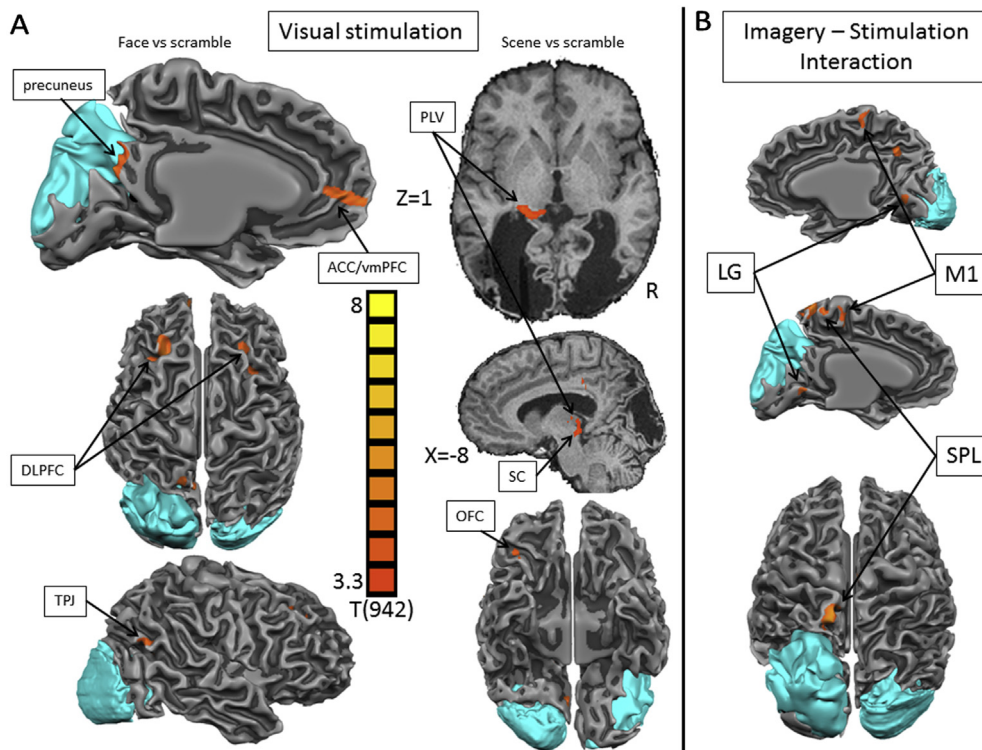 A
Visual stimulation
Face vs scramble
Scene vs scramble
precuneus
PLV
Z=1
ACC/vmPFC
R
8
DLPFC
X=-8
SC
OFC
3.3
T(942)
TPJ
B
Imagery – Stimulation
Interaction
LG
M1
SPL